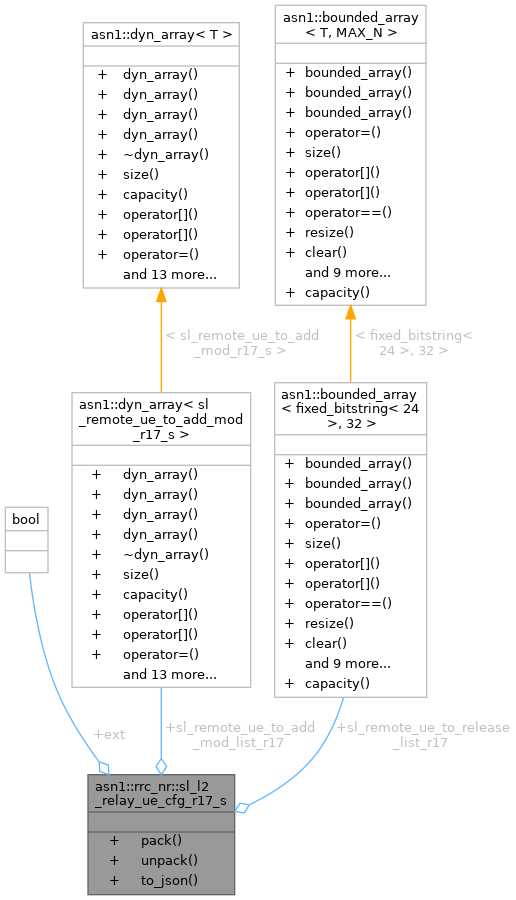 asn1::dyn_array< T >
+ dyn_array()
+ dyn_array()
+ dyn_array()
+ dyn_array()
+ ~dyn_array()
+ size()
+ capacity()
+ operator[]()
+ operator[]()
+ operator=()
and 13 more...
asn1::bounded_array
< T, MAX_N >
+ bounded_array()
+ bounded_array()
+ bounded_array()
+ operator=()
+ size()
+ operator[]()
+ operator[]()
+ operator==()
+ resize()
+ clear()
and 9 more...
+ capacity()
< sl_remote_ue_to_add
_mod_r17_s >
< fixed_bitstring<
24 >, 32 >
asn1::dyn_array< sl
_remote_ue_to_add_mod
_r17_s >
+ dyn_array()
+ dyn_array()
+ dyn_array()
+ dyn_array()
+ ~dyn_array()
+ size()
+ capacity()
+ operator[]()
+ operator[]()
+ operator=()
and 13 more...
asn1::bounded_array
< fixed_bitstring< 24
>, 32 >
+ bounded_array()
+ bounded_array()
+ bounded_array()
+ operator=()
+ size()
+ operator[]()
+ operator[]()
+ operator==()
+ resize()
+ clear()
and 9 more...
+ capacity()
bool
+ext
+sl_remote_ue_to_add
_mod_list_r17
+sl_remote_ue_to_release
_list_r17
asn1::rrc_nr::sl_l2
_relay_ue_cfg_r17_s
+ pack()
+ unpack()
+ to_json()